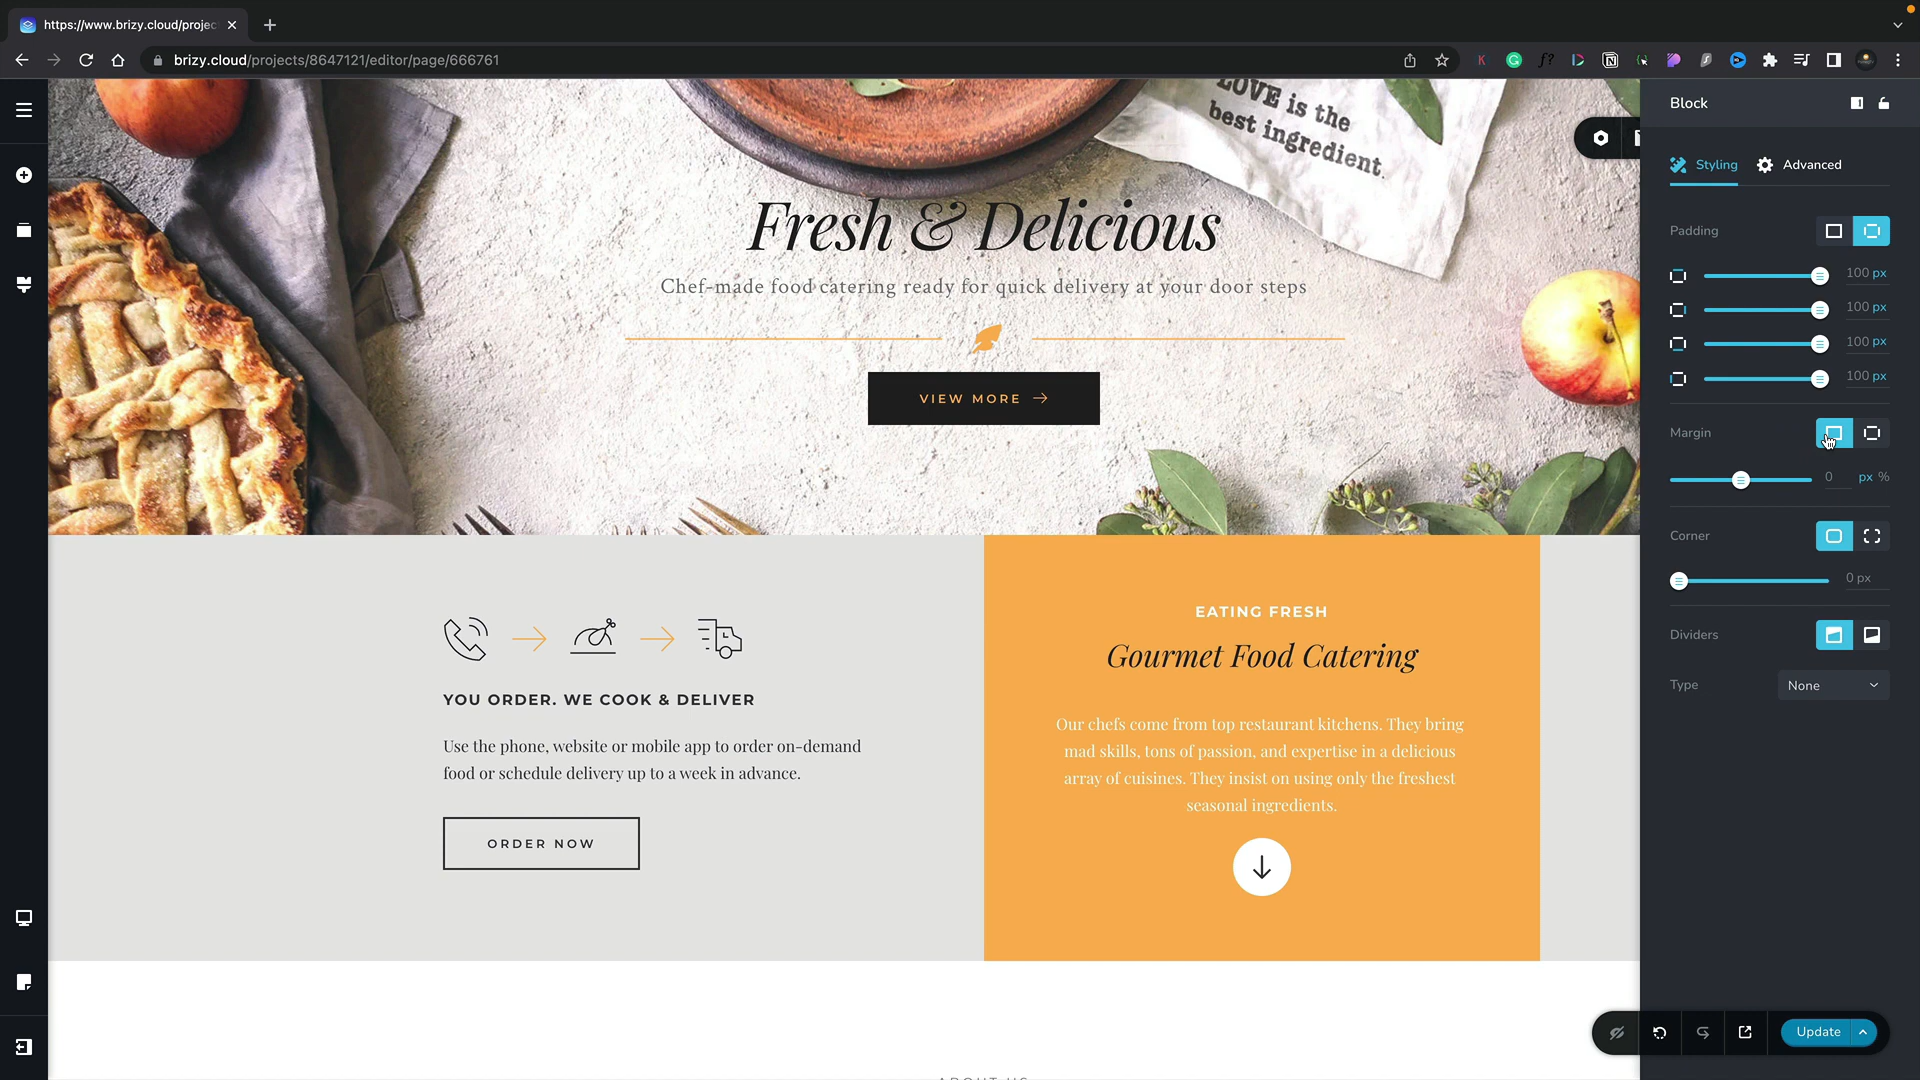 https://www.brizy.cloud/projec
brizy.cloud/projects/8647121/editor/page/666761
LOVE is the
best ingredient.
Fresh & Delicious
Chef-made food catering ready for quick delivery at your door steps
VIEW MORE
YOU ORDER. WE COOK & DELIVER
Use the phone, website or mobile app to order on-demand
food or schedule delivery up to a week in advance.
ORDER NOW
EATING FRESH
Gourmet Food Catering
Our chefs come from top restaurant kitchens. They bring
mad skills, tons of passion, and expertise in a delicious
array of cuisines. They insist on using only the freshest
seasonal ingredients.
ABOUT US
Block
Styling
Advanced
Padding
100 px
100 px
100 px
100 px
Margin
0 px %
Corner
0 px
Dividers
Type
None
Update